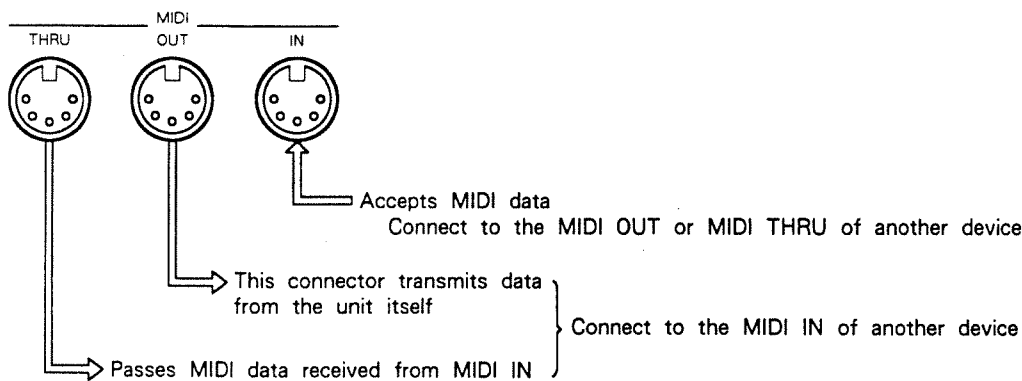 MIDI
THRU OUT IN
Accepts MIDI data
Connect to the MIDI OUT or MIDI THRU of another device
This connector transmits data
from the unit itself
Connect to the MIDI IN of another device
Passes MIDI data received from MIDI IN